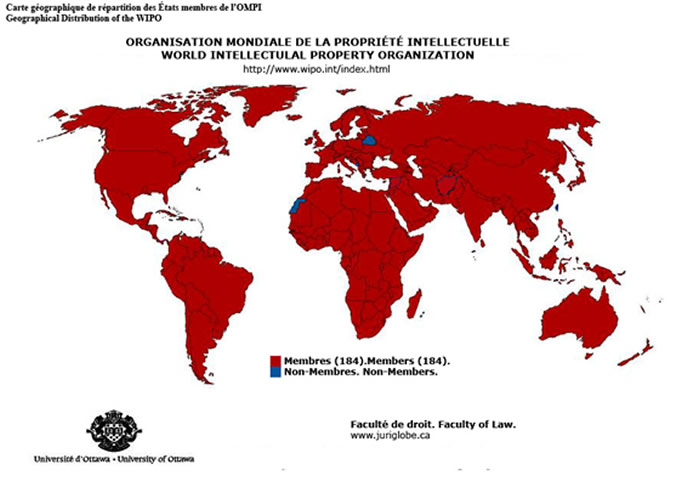 Carte géographique de répartition des États membres de l'OMPI
Geographical Distribution of the WIPO
ORGANISATION MONDIALE DE LA PROPRIÉTÉ INTELLECTUELLE
WORLD INTELLECTULAL PROPERTY ORGANIZATION
http://www.wipo.int/index.html
Membres (184).Members (184).
Non-Membres. Non-Members.
Faculté de droit. Faculty of Law.
www.juriglobe.ca
Université d'Ottawa • University of Ottawa